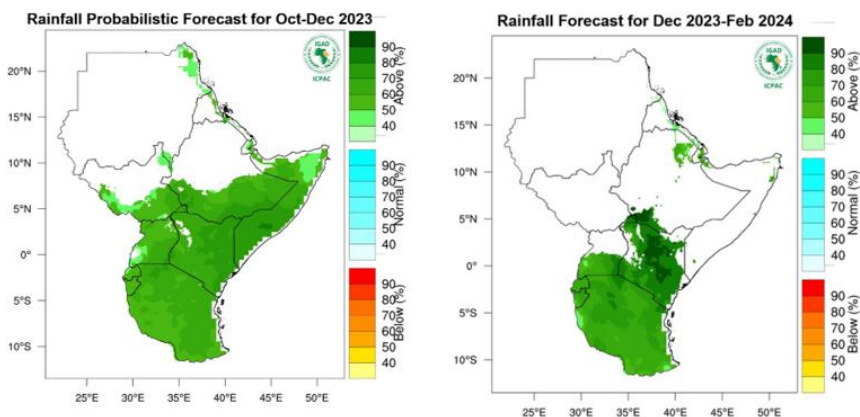 Rainfall Probabilistic Forecast for Oct-Dec 2023
IGAD
ICPAC
20°N
15°N
10°N
5°N
0°
5°S
10°S
25°E 30°E 35°E 40°E 45°E 50°E
90
80
70
60
50
40
Above (%)
90
80
70
60
50
40
Normal (%)
90
80
70
60
50
40
Below (%)
Rainfall Forecast for Dec 2023-Feb 2024
IGAD
ICPAC
20°N
15°N
10°N
5°N
0°
5°S
10°S
25°E 30°E 35°E 40°E 45°E 50°E
90
80
70
60
50
40
Above (%)
90
80
70
60
50
40
Normal (%)
90
80
70
60
50
40
Below (%)